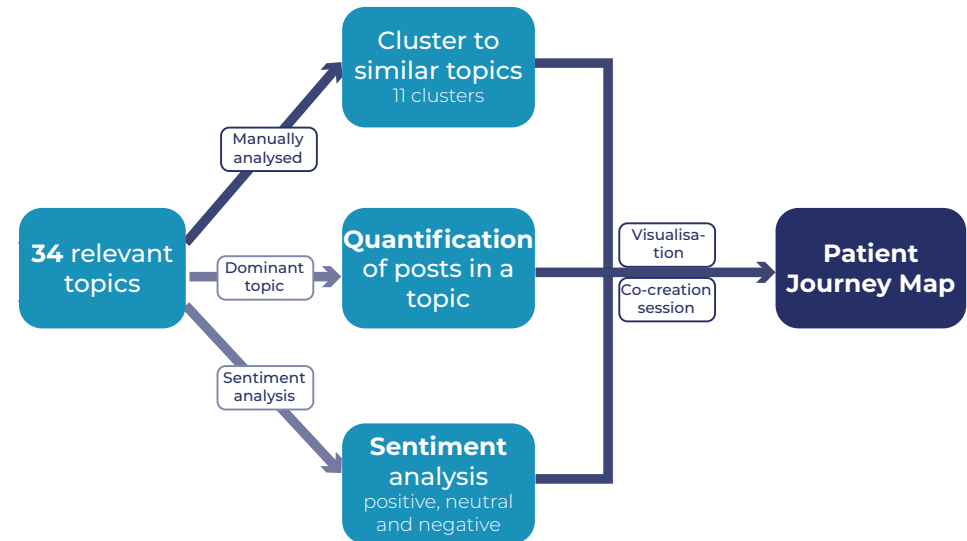 Cluster to
similar topics
11 clusters
Manually
analysed
34 relevant
topics
Dominant
topic
Quantification
of posts in a
topic
Visualisa-
tion
Co-creation
session
Patient
Journey Map
Sentiment
analysis
Sentiment
analysis
positive, neutral
and negative